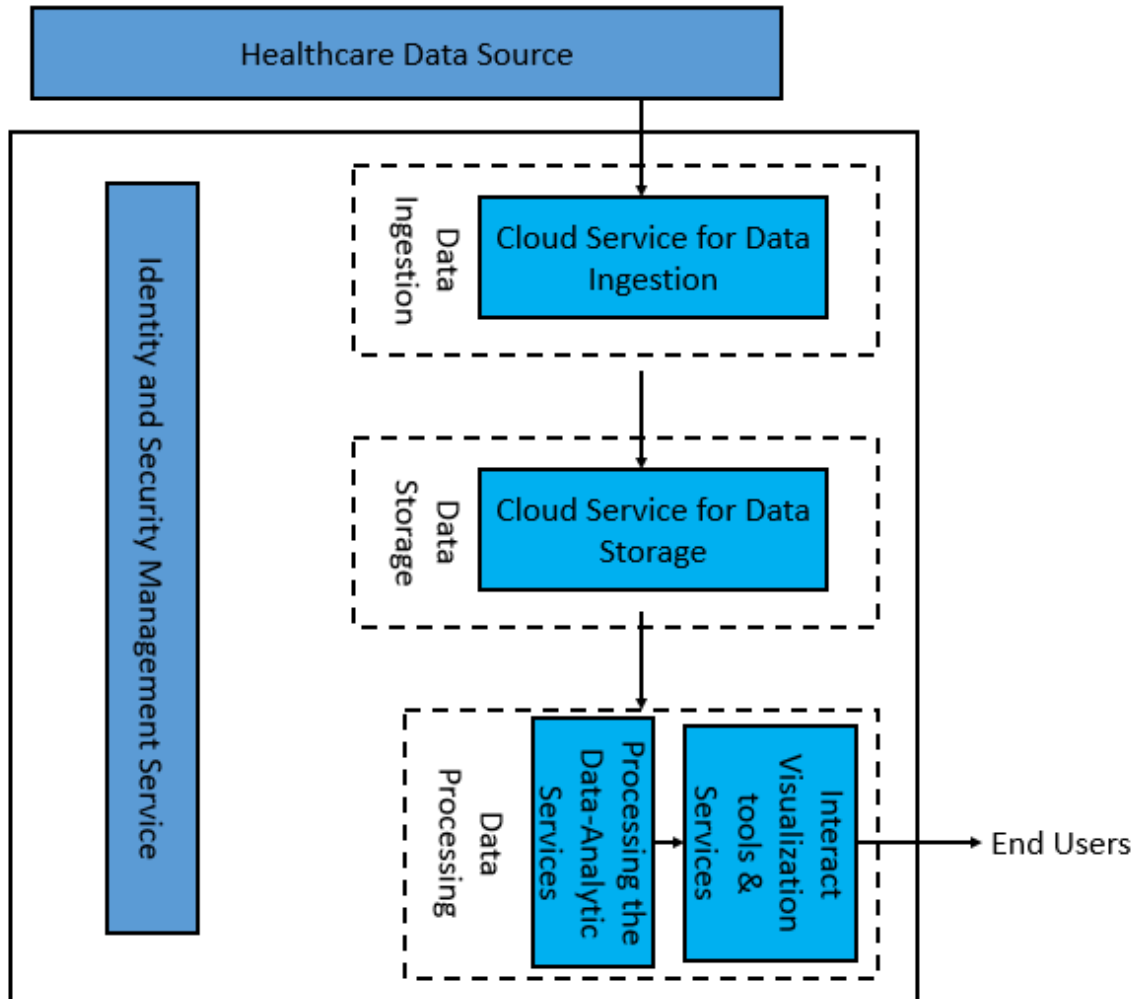 Healthcare Data Source
Identity and Security Management Service
Data
Ingestion
Cloud Service for Data
Ingestion
Data
Storage
Cloud Service for Data
Storage
Data
Processing
Processing the
Data-Analytic
Services
Interact
Visualization
tools &
Services
End Users